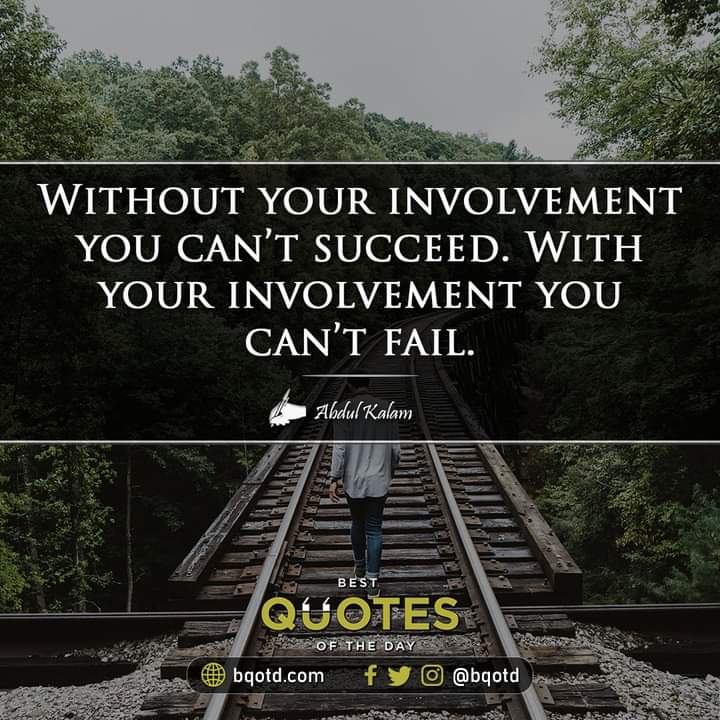 Without your involvement
you can't succeed. With
your involvement you
can't fail.
Abdul Kalam
BEST
QUOTES
OF THE DAY
bqotd.com @bqotd